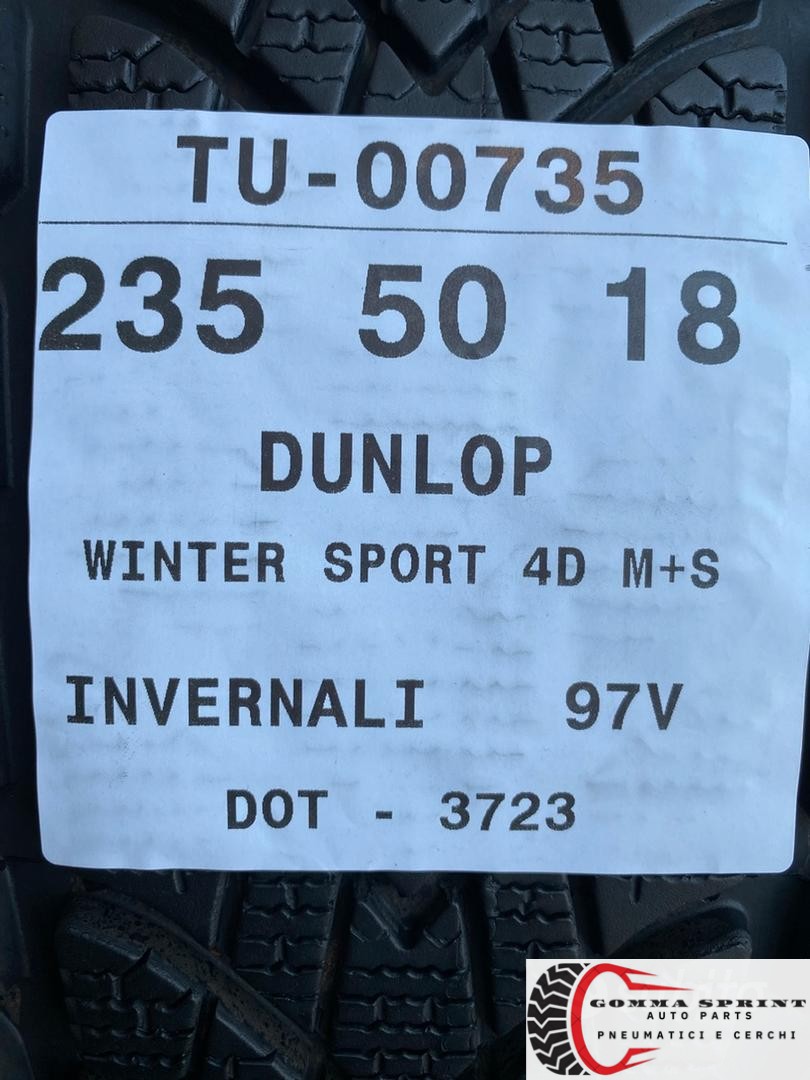 TU-00735
235 50 18
DUNLOP
WINTER SPORT 4D M+S
INVERNALI 97V
DOT - 3723
GOMMA SPRINT
AUTO PARTS
PNEUMATICI E CERCHI